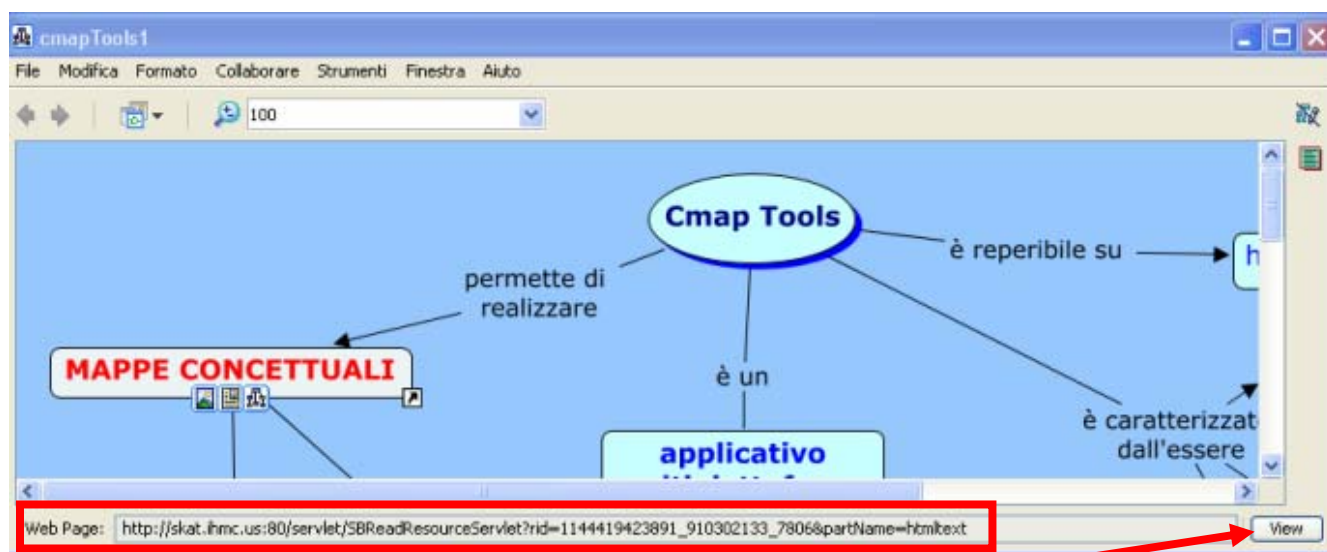 cmapTools1
File Modifica Formato Collaborare Strumenti Finestra Aiuto
100
Cmap Tools
è reperibile su
h
permette di
realizzare
MAPPE CONCETTUALI
è un
è caratterizzat
dall'essere
applicativo
Web Page: http://skat.ihmc.us:80/servlet/SBReadResourceServlet?rid=1144419423891_910302133_7806&partName=htmltext
View